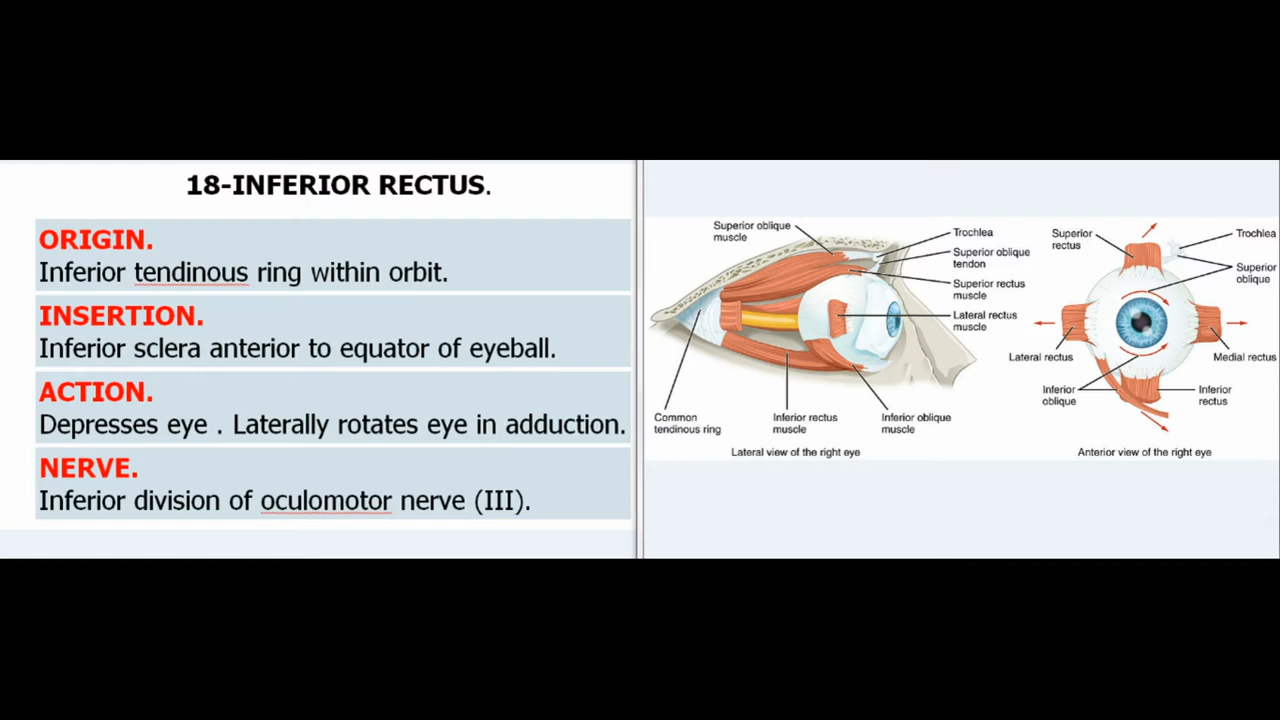 18-INFERIOR RECTUS.
ORIGIN.
Inferior tendinous ring within orbit.
INSERTION.
Inferior sclera anterior to equator of eyeball.
ACTION.
Depresses eye . Laterally rotates eye in adduction.
NERVE.
Inferior division of oculomotor nerve (III).
Superior oblique
muscle
Trochlea
Superior oblique
tendon
Superior rectus
muscle
Lateral rectus
muscle
Common
tendinous ring
Inferior rectus
muscle
Inferior oblique
muscle
Lateral view of the right eye
Superior
rectus
Trochlea
Superior
oblique
Lateral rectus
Medial rectus
Inferior
oblique
Inferior
rectus
Anterior view of the right eye